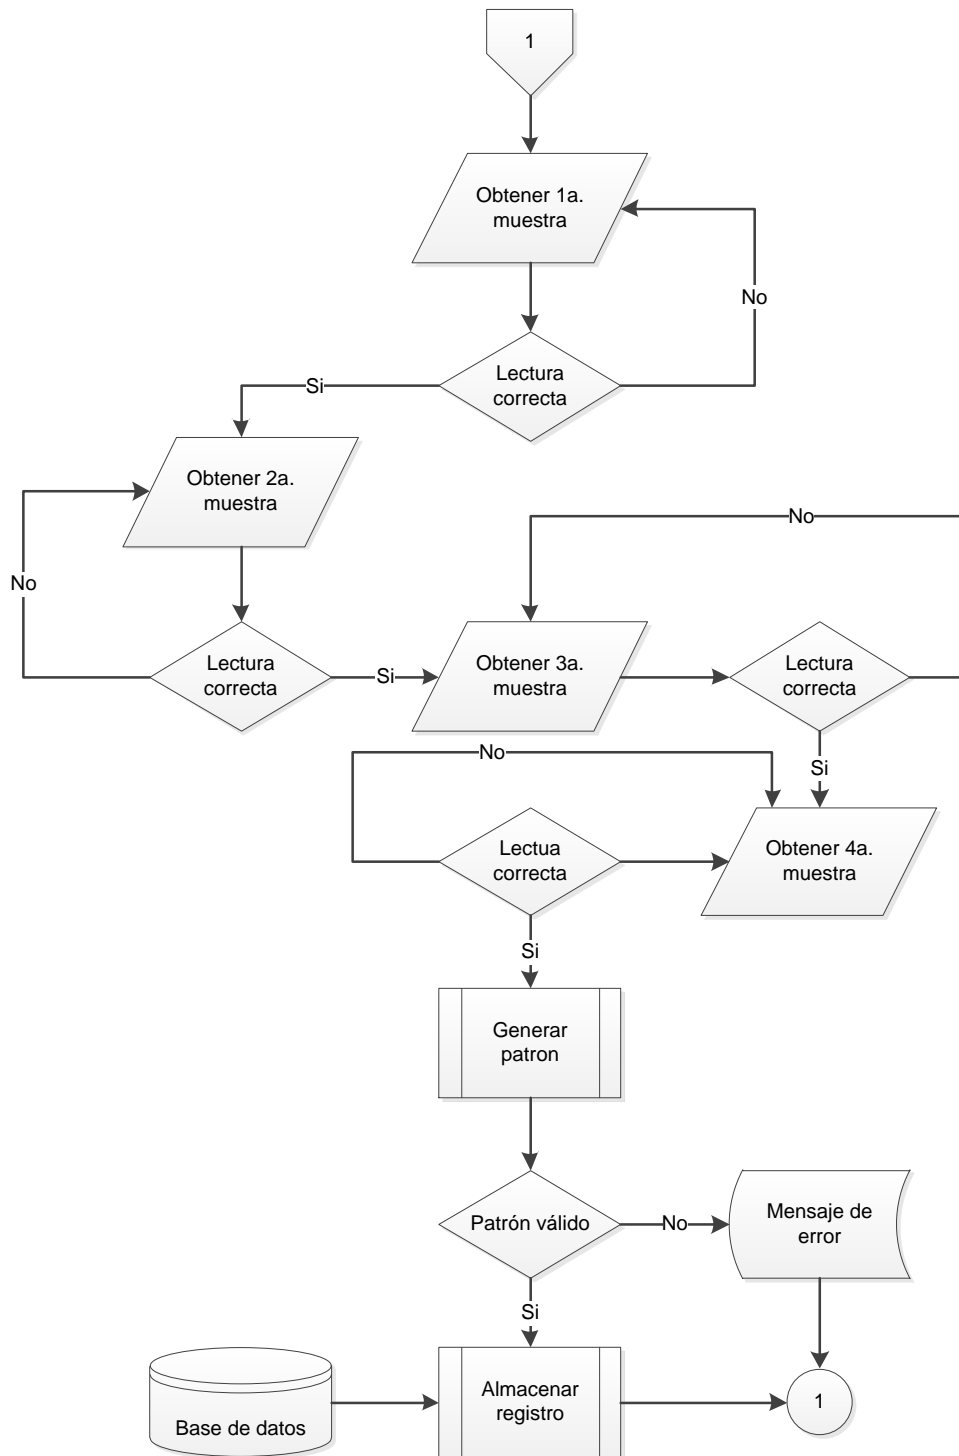 1
Obtener 1a.
muestra
No
Lectura
correcta
Si
Obtener 2a.
muestra
No
No
Lectura
correcta
Si
Obtener 3a.
muestra
Lectura
correcta
No
Si
Lectua
correcta
Obtener 4a.
muestra
Si
Generar
patron
Patrón válido
No
Mensaje de
error
Si
Base de datos
Almacenar
registro
1